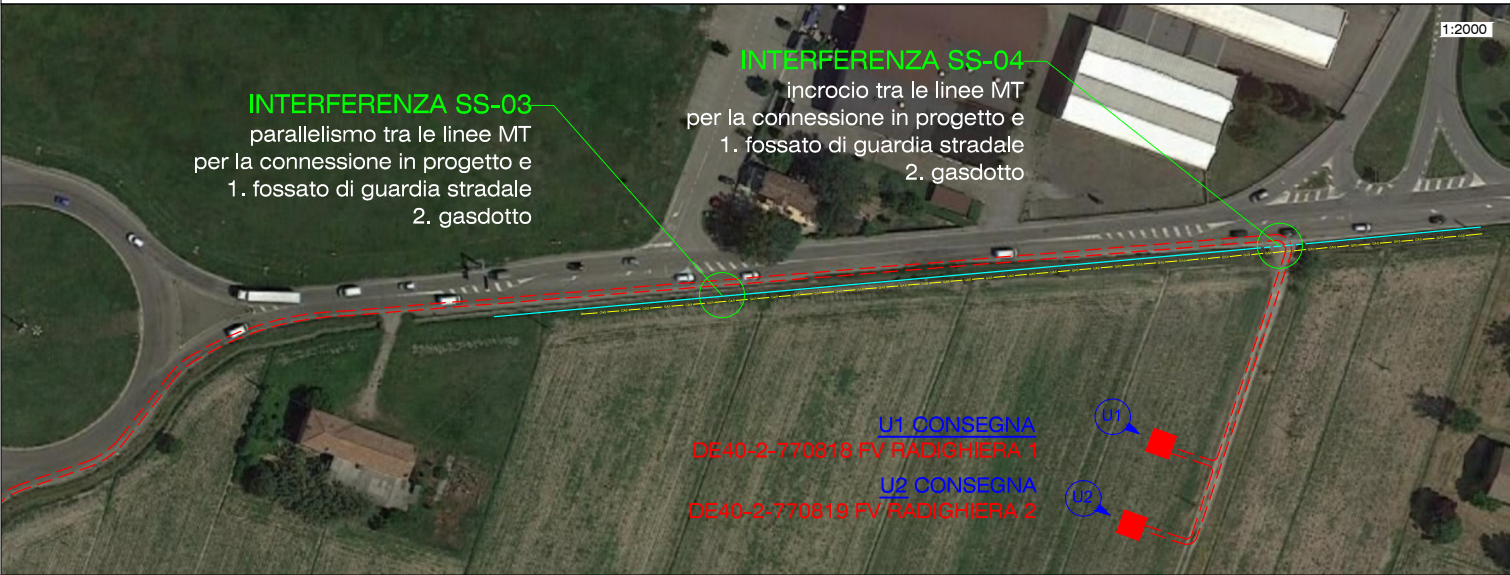 1:2000
INTERFERENZA SS-03
parallelismo tra le linee MT
per la connessione in progetto e
1. fossato di guardia stradale
2. gasdotto
INTERFERENZA SS-04
incrocio tra le linee MT
per la connessione in progetto e
1. fossato di guardia stradale
2. gasdotto
U1 CONSEGNA
DE40-2-770818 FV RADIGHIERA 1
U2 CONSEGNA
DE40-2-770819 FV RADIGHIERA 2
U1
U2